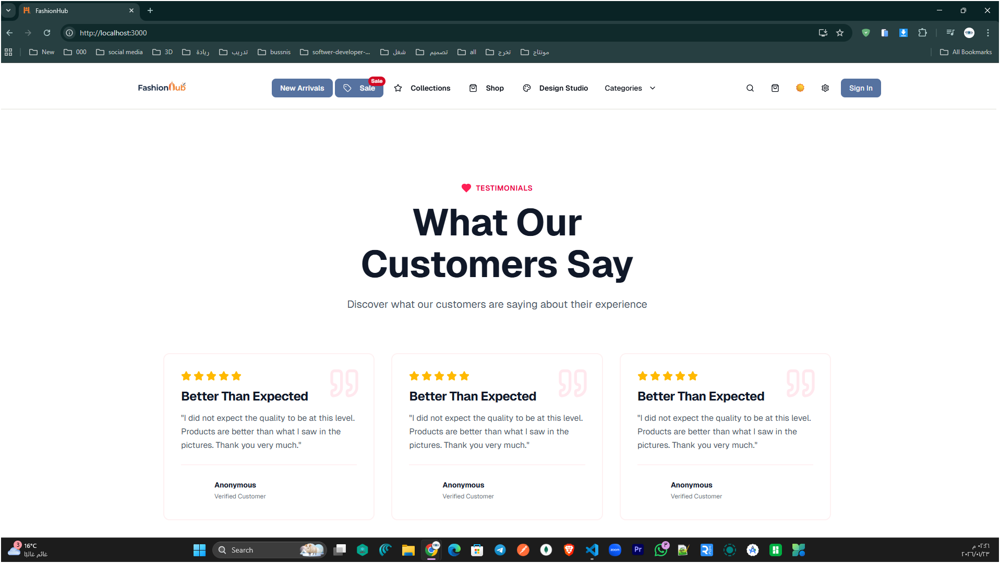 FashionHub
http://localhost:3000
New
000
social media
3D
ريادة
تدريب
bussnis
softwer-developer-...
شغل
تصميم
all
تخرج
مونتاج
All Bookmarks
FashionHub
New Arrivals
Sale
Sale
Collections
Shop
Design Studio
Categories
Sign In
TESTIMONIALS
What Our
Customers Say
Discover what our customers are saying about their experience
Better Than Expected
"I did not expect the quality to be at this level.
Products are better than what I saw in the
pictures. Thank you very much."
Anonymous
Verified Customer
Better Than Expected
"I did not expect the quality to be at this level.
Products are better than what I saw in the
pictures. Thank you very much."
Anonymous
Verified Customer
Better Than Expected
"I did not expect the quality to be at this level.
Products are better than what I saw in the
pictures. Thank you very much."
Anonymous
Verified Customer
3
16°C
غائم غالبًا
Search
zoom
Pr
٣
VNC
٠٢:٢١ م
٢٠٢٦/٠١/٢٣